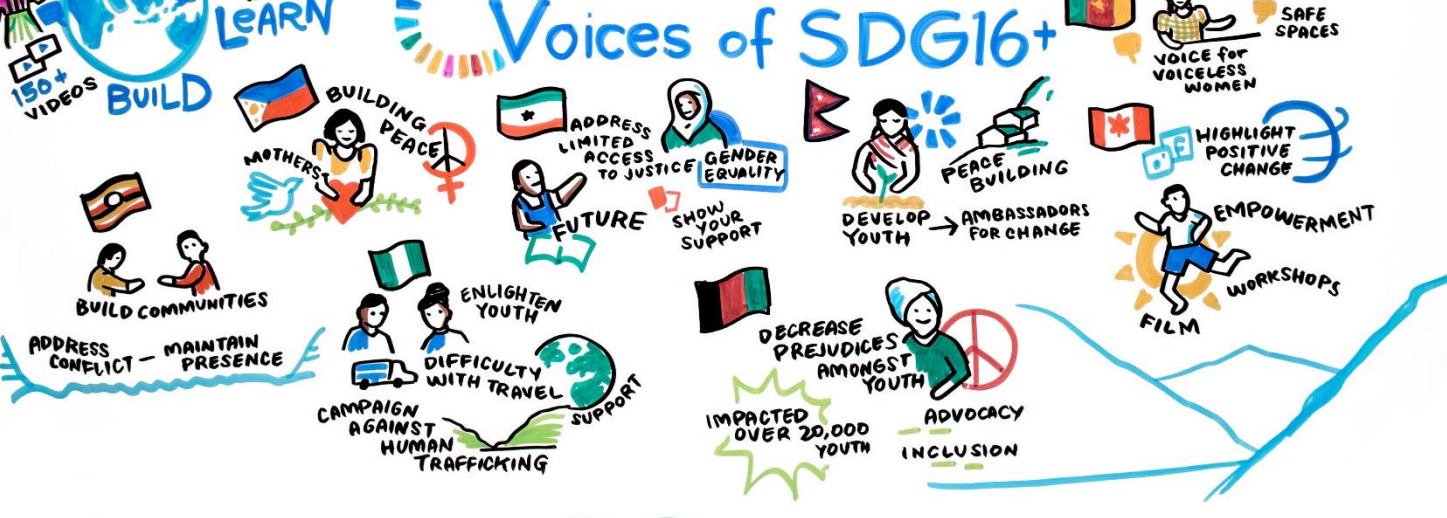 LEARN
150+
VIDEOS
BUILD
Voices of SDG16+
SAFE
SPACES
VOICE for
VOICELESS
WOMEN
BUILDING
PEACE
MOTHERS
ADDRESS
LIMITED
ACCESS
TO JUSTICE
GENDER
EQUALITY
FUTURE
SHOW
YOUR
SUPPORT
PEACE
BUILDING
DEVELOP
YOUTH → AMBASSADORS
FOR CHANGE
HIGHLIGHT
POSITIVE
CHANGE
EMPOWERMENT
WORKSHOPS
FILM
BUILD COMMUNITIES
ADDRESS
CONFLICT — MAINTAIN
PRESENCE
ENLIGHTEN
YOUTH
DIFFICULTY
WITH TRAVEL
SUPPORT
CAMPAIGN
AGAINST
HUMAN
TRAFFICKING
DECREASE
PREJUDICES
AMONGST
YOUTH
IMPACTED
OVER 20,000
YOUTH
ADVOCACY
INCLUSION